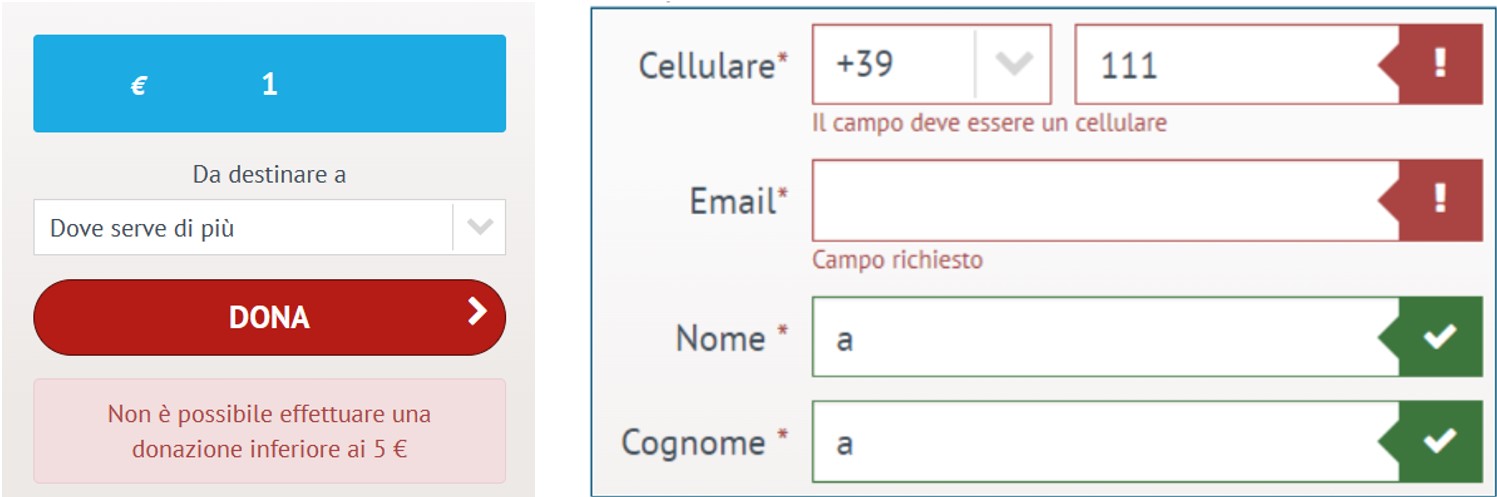 € 1
Da destinare a
Dove serve di più
DONA
Non è possibile effettuare una
donazione inferiore ai 5 €
Cellulare* +39 111 !
Il campo deve essere un cellulare
Email* !
Campo richiesto
Nome * a
Cognome * a